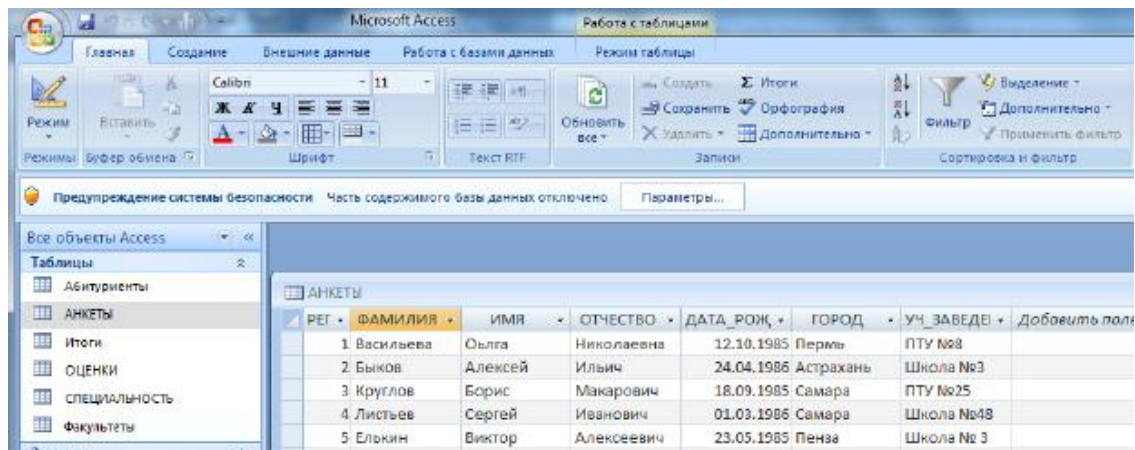 Microsoft Access
Работа с таблицами
Главная Создание Внешние данные Работа с базами данных Режим таблицы
Calibri 11
Ж К Ч
Режим Вставить
Обновить все
Создать Итоги
Сохранить Орфография
Удалить Дополнительно
Фильтр
Выделение
Дополнительно
Применить фильтр
Режимы Буфер обмена Шрифт Текст RTF Записи Сортировка и фильтр
Предупреждение системы безопасности Часть содержимого базы данных отключено Параметры...
Все объекты Access
Таблицы
Абитуриенты
АНКЕТЫ
Итоги
ОЦЕНКИ
СПЕЦИАЛЬНОСТЬ
Факультеты
АНКЕТЫ
РЕГ ФАМИЛИЯ ИМЯ ОТЧЕСТВО ДАТА_РОЖ ГОРОД УЧ_ЗАВЕДЕ Добавить поле
1 Васильева Оьлга Николаевна 12.10.1985 Пермь ПТУ №8
2 Быков Алексей Ильич 24.04.1986 Астрахань Школа №3
3 Круглов Борис Макарович 18.09.1985 Самара ПТУ №25
4 Листьев Сергей Иванович 01.03.1986 Самара Школа №48
5 Елькин Виктор Алексеевич 23.05.1985 Пенза Школа № 3